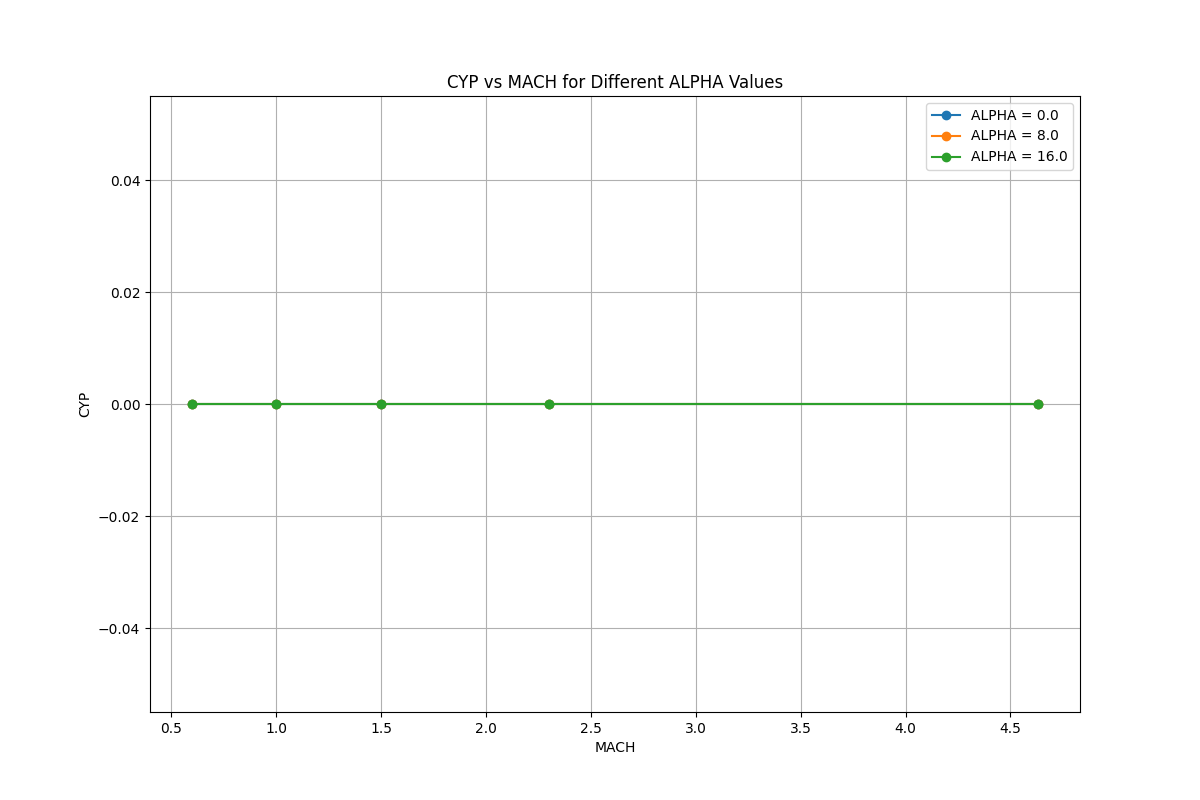 CYP vs MACH for Different ALPHA Values
ALPHA = 0.0
ALPHA = 8.0
ALPHA = 16.0
0.04
0.02
0.00
−0.02
−0.04
CYP
0.5 1.0 1.5 2.0 2.5 3.0 3.5 4.0 4.5
MACH